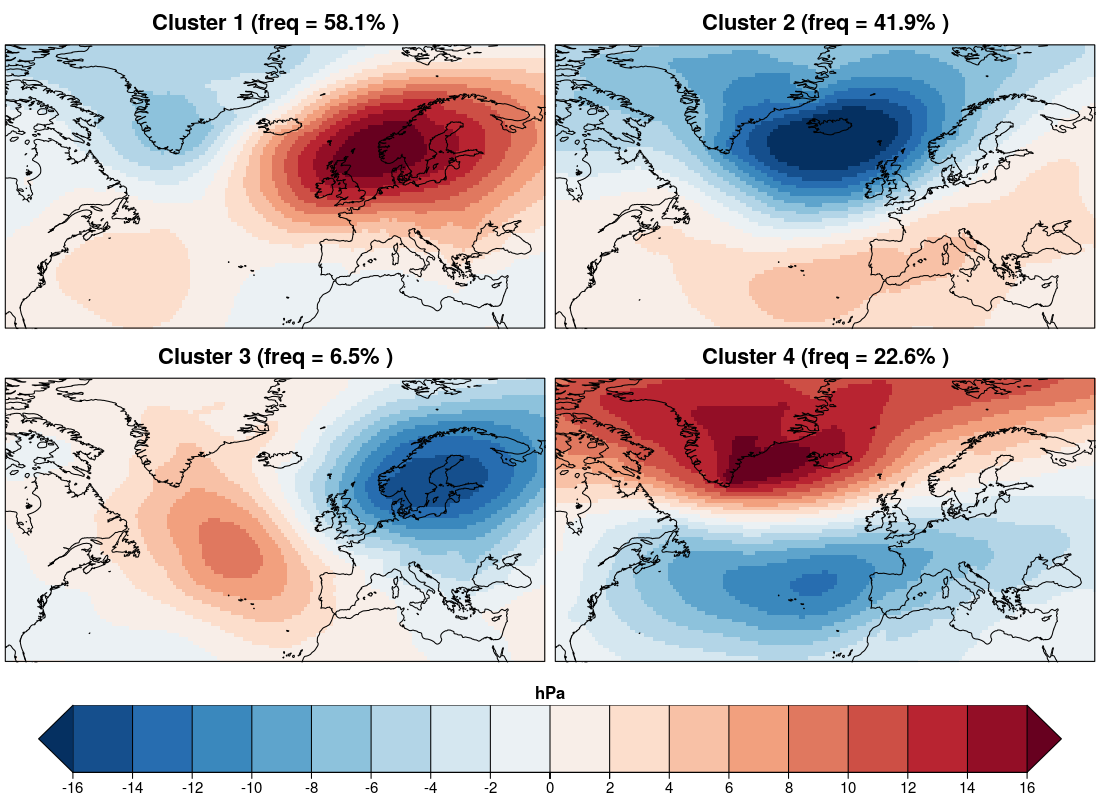 Cluster 1 (freq = 58.1% )
Cluster 2 (freq = 41.9% )
Cluster 3 (freq = 6.5% )
Cluster 4 (freq = 22.6% )
hPa
-16 -14 -12 -10 -8 -6 -4 -2 0 2 4 6 8 10 12 14 16